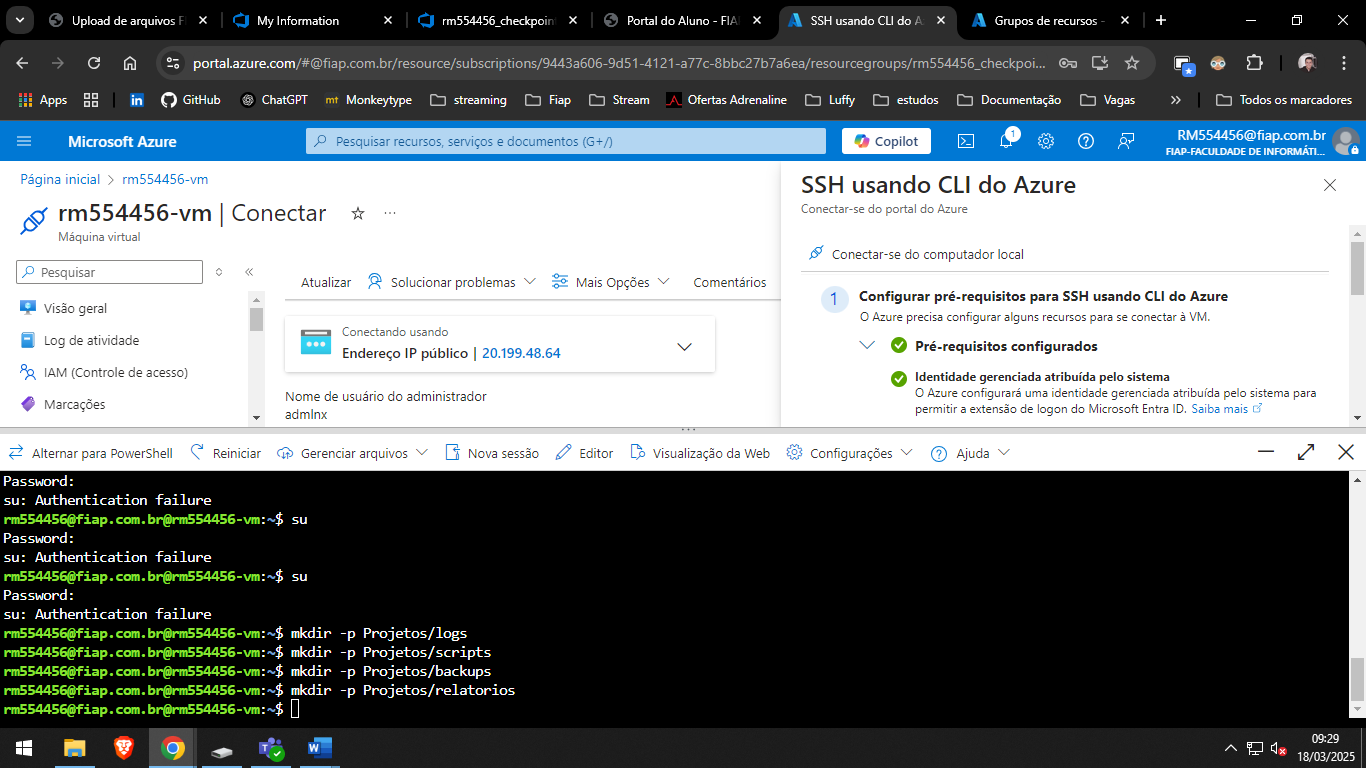 Upload de arquivos FI
My Information
rm554456_checkpoin
Portal do Aluno - FIAP
SSH usando CLI do A
Grupos de recursos -
portal.azure.com/#@fiap.com.br/resource/subscriptions/9443a606-9d51-4121-a77c-8bbc27b7a6ea/resourcegroups/rm554456_checkpoi...
Apps
GitHub
ChatGPT
mt Monkeytype
streaming
Fiap
Stream
Ofertas Adrenaline
Luffy
estudos
Documentação
Vagas
»
Todos os marcadores
Microsoft Azure
Pesquisar recursos, serviços e documentos (G+/)
Copilot
1
RM554456@fiap.com.br
FIAP-FACULDADE DE INFORMÁTI...
Página inicial > rm554456-vm
rm554456-vm | Conectar
Máquina virtual
Pesquisar
Visão geral
Log de atividade
IAM (Controle de acesso)
Marcações
Atualizar
Solucionar problemas
Mais Opções
Comentários
Conectando usando
Endereço IP público | 20.199.48.64
Nome de usuário do administrador
admlnx
SSH usando CLI do Azure
Conectar-se do portal do Azure
Conectar-se do computador local
1
Configurar pré-requisitos para SSH usando CLI do Azure
O Azure precisa configurar alguns recursos para se conectar à VM.
Pré-requisitos configurados
Identidade gerenciada atribuída pelo sistema
O Azure configurará uma identidade gerenciada atribuída pelo sistema para
permitir a extensão de logon do Microsoft Entra ID. Saiba mais
Alternar para PowerShell
Reiniciar
Gerenciar arquivos
Nova sessão
Editor
Visualização da Web
Configurações
Ajuda
Password:
su: Authentication failure
rm554456@fiap.com.br@rm554456-vm:~$ su
Password:
su: Authentication failure
rm554456@fiap.com.br@rm554456-vm:~$ su
Password:
su: Authentication failure
rm554456@fiap.com.br@rm554456-vm:~$ mkdir -p Projetos/logs
rm554456@fiap.com.br@rm554456-vm:~$ mkdir -p Projetos/scripts
rm554456@fiap.com.br@rm554456-vm:~$ mkdir -p Projetos/backups
rm554456@fiap.com.br@rm554456-vm:~$ mkdir -p Projetos/relatorios
rm554456@fiap.com.br@rm554456-vm:~$
09:29
18/03/2025